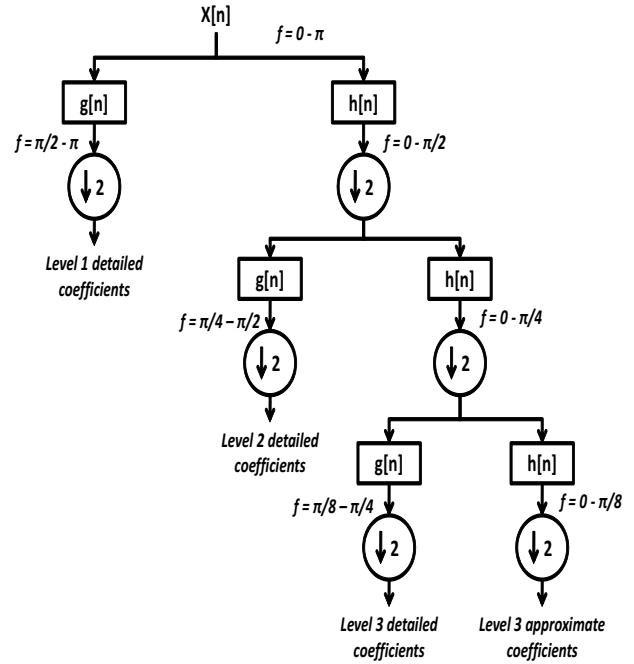 X[n]
f = 0 - π
g[n]
h[n]
f = π/2 - π
f = 0 - π/2
↓ 2
↓ 2
Level 1 detailed
coefficients
g[n]
h[n]
f = π/4 – π/2
f = 0 - π/4
↓ 2
↓ 2
Level 2 detailed
coefficients
g[n]
h[n]
f = π/8 – π/4
f = 0 - π/8
↓ 2
↓ 2
Level 3 detailed
coefficients
Level 3 approximate
coefficients